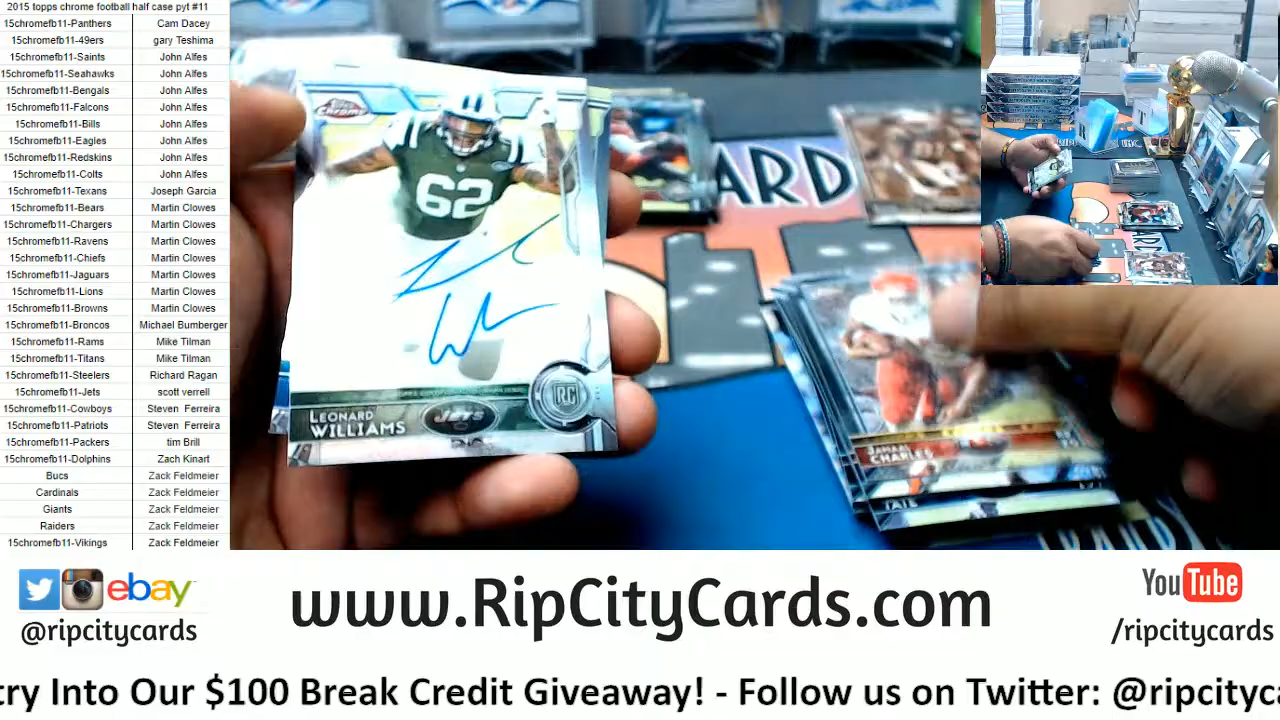 2015 topps chrome football half case pyt #11
15chromefb11-Panthers Cam Dacey
15chromefb11-49ers gary Teshima
15chromefb11-Saints John Alfes
15chromefb11-Seahawks John Alfes
15chromefb11-Bengals John Alfes
15chromefb11-Falcons John Alfes
15chromefb11-Bills John Alfes
15chromefb11-Eagles John Alfes
15chromefb11-Redskins John Alfes
15chromefb11-Colts John Alfes
15chromefb11-Texans Joseph Garcia
15chromefb11-Bears Martin Clowes
15chromefb11-Chargers Martin Clowes
15chromefb11-Ravens Martin Clowes
15chromefb11-Chiefs Martin Clowes
15chromefb11-Jaguars Martin Clowes
15chromefb11-Lions Martin Clowes
15chromefb11-Browns Martin Clowes
15chromefb11-Broncos Michael Bumberger
15chromefb11-Rams Mike Tilman
15chromefb11-Titans Mike Tilman
15chromefb11-Steelers Richard Ragan
15chromefb11-Jets scott verrell
15chromefb11-Cowboys Steven Ferreira
15chromefb11-Patriots Steven Ferreira
15chromefb11-Packers tim Brill
15chromefb11-Dolphins Zach Kinart
Bucs Zack Feldmeier
Cardinals Zack Feldmeier
Giants Zack Feldmeier
Raiders Zack Feldmeier
15chromefb11-Vikings Zack Feldmeier
Topps Chrome
62
LEONARD
WILLIAMS
JETS
RC
ARD
JAMAAL
CHARLES
TATE
R
T
ebay
@ripcitycards
www.RipCityCards.com
YouTube
/ripcitycards
try Into Our $100 Break Credit Giveaway! - Follow us on Twitter: @ripcityca